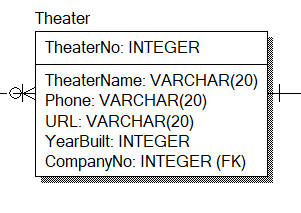 Theater
TheaterNo: INTEGER
TheaterName: VARCHAR(20)
Phone: VARCHAR(20)
URL: VARCHAR(20)
YearBuilt: INTEGER
CompanyNo: INTEGER (FK)